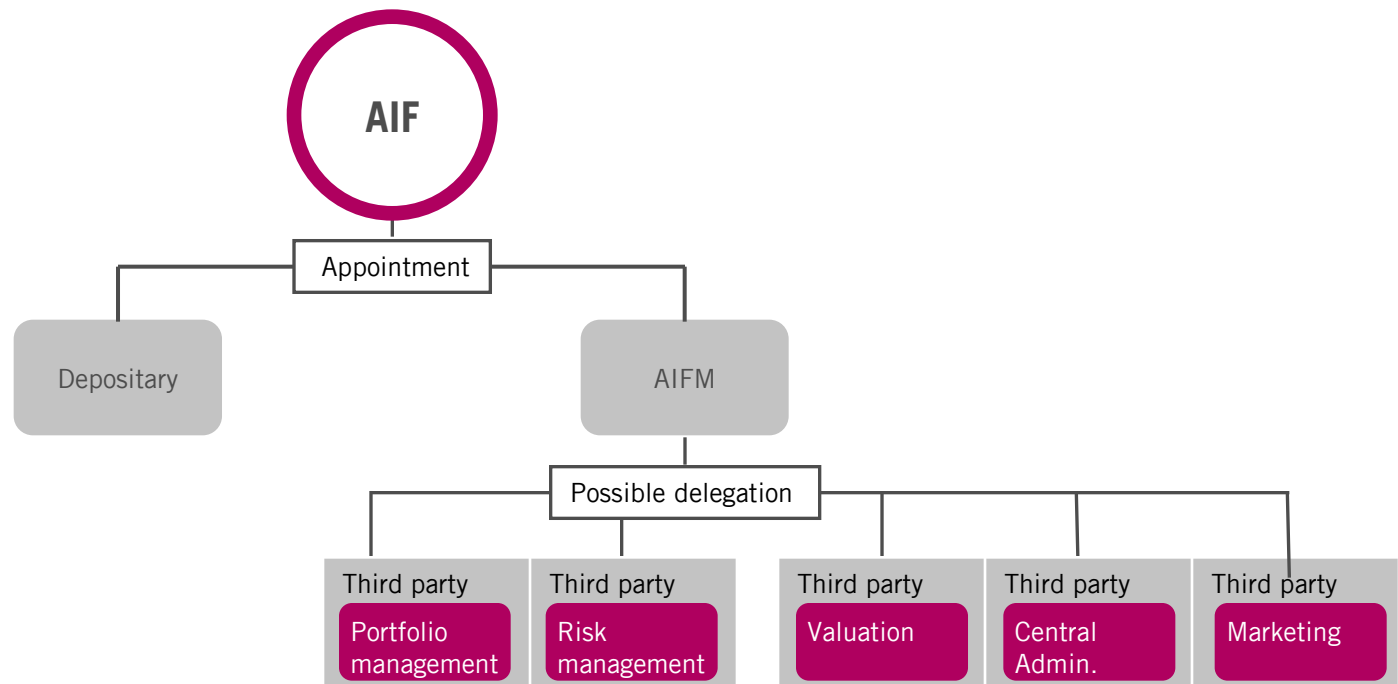 AIF
Appointment
Depositary
AIFM
Possible delegation
Third party
Portfolio
management
Third party
Risk
management
Third party
Valuation
Third party
Central
Admin.
Third party
Marketing